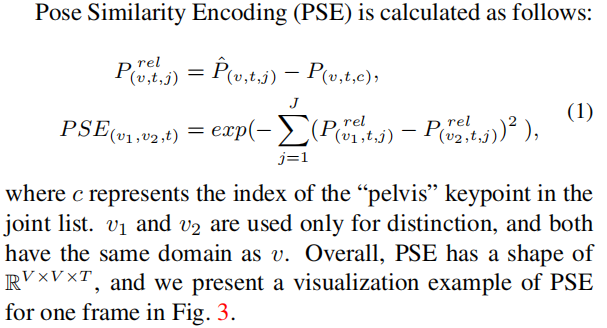 Pose Similarity Encoding (PSE) is calculated as follows:
P^{rel}_{(v,t,j)} = \hat{P}_{(v,t,j)} − P_{(v,t,c)},
PSE_{(v_1,v_2,t)} = exp(− \sum_{j=1}^{J} (P^{rel}_{(v_1,t,j)} − P^{rel}_{(v_2,t,j)})^2 ), (1)
where c represents the index of the “pelvis” keypoint in the
joint list. v_1 and v_2 are used only for distinction, and both
have the same domain as v. Overall, PSE has a shape of
ℝ^{V×V×T}, and we present a visualization example of PSE
for one frame in Fig. 3.